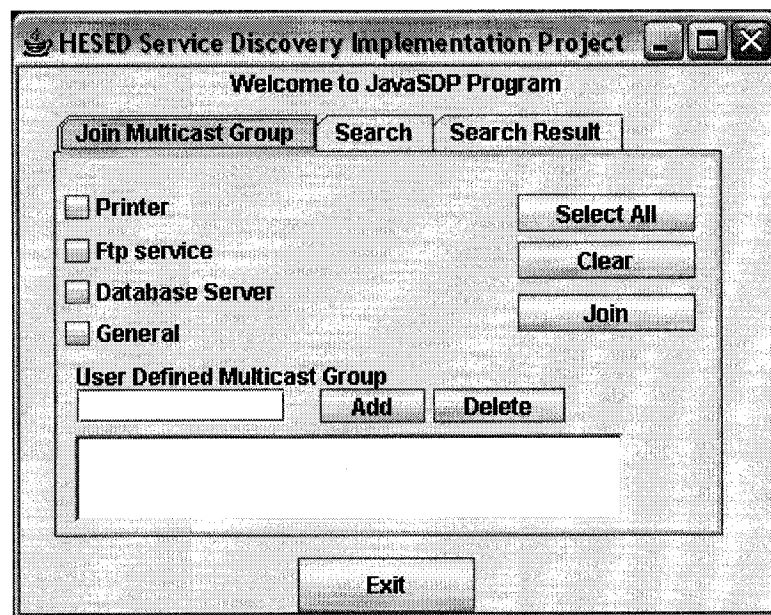 HESED Service Discovery Implementation Project
Welcome to JavaSDP Program
Join Multicast Group Search Search Result
Printer
Select All
Ftp service
Clear
Database Server
Join
General
User Defined Multicast Group
Add Delete
Exit